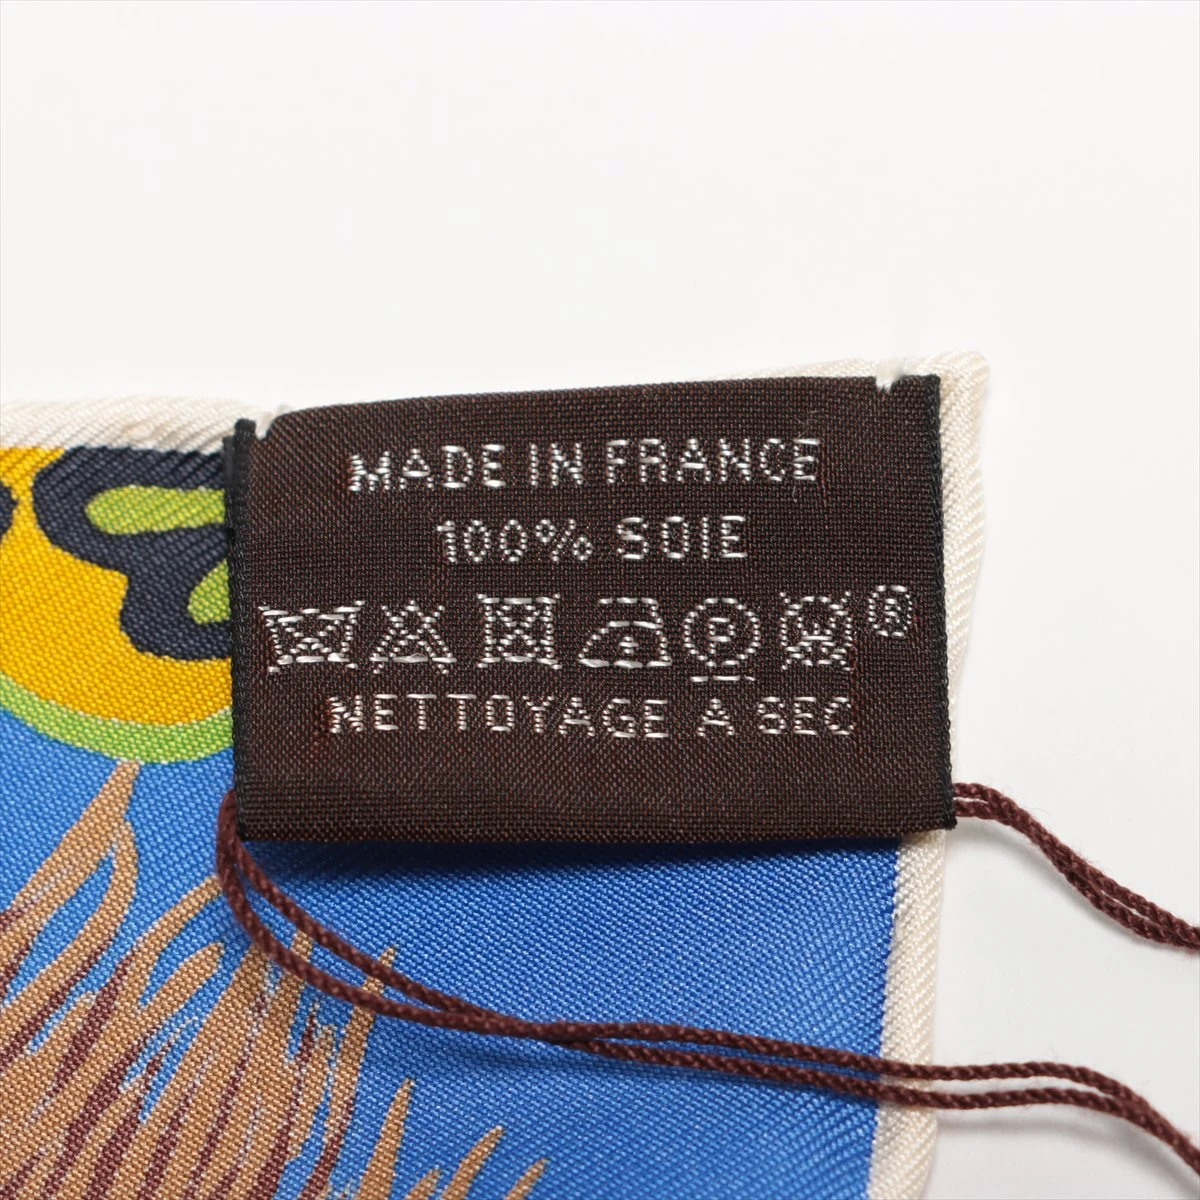 MADE IN FRANCE
100% SOIE
P ®
NETTOYAGE A SEC